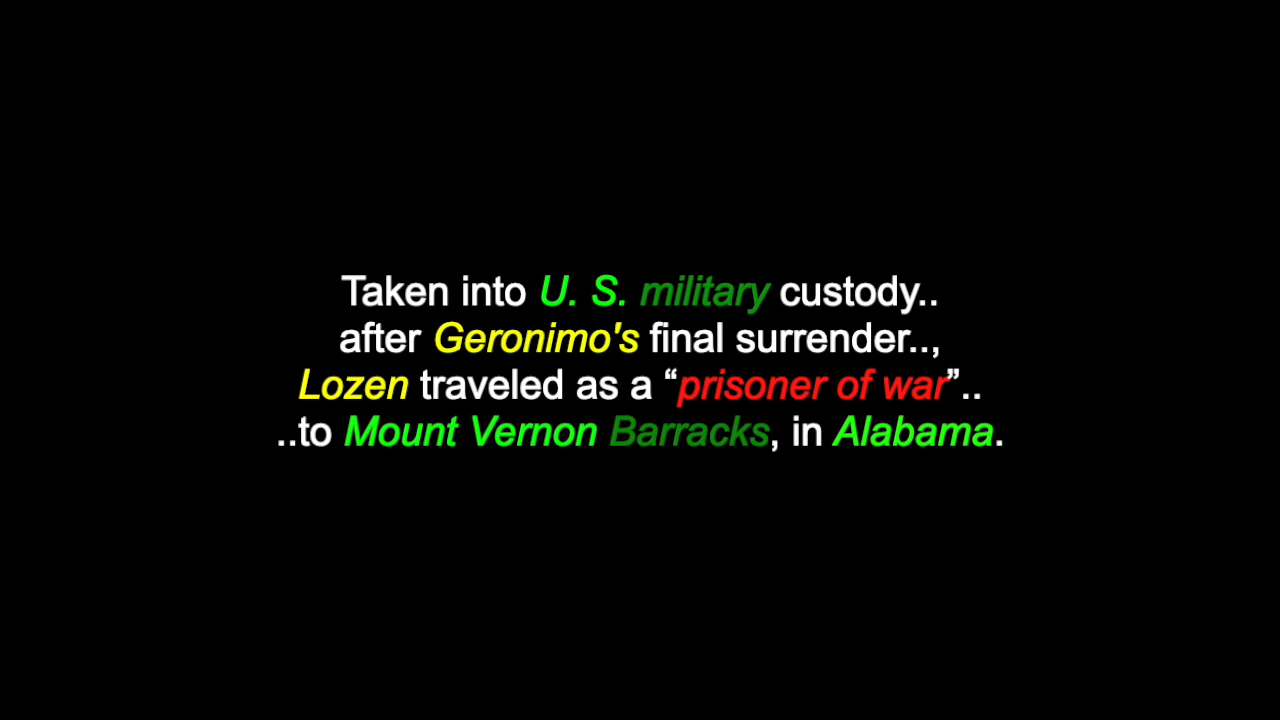 Taken into U. S. military custody..
after Geronimo's final surrender..,
Lozen traveled as a “prisoner of war”..
..to Mount Vernon Barracks, in Alabama.